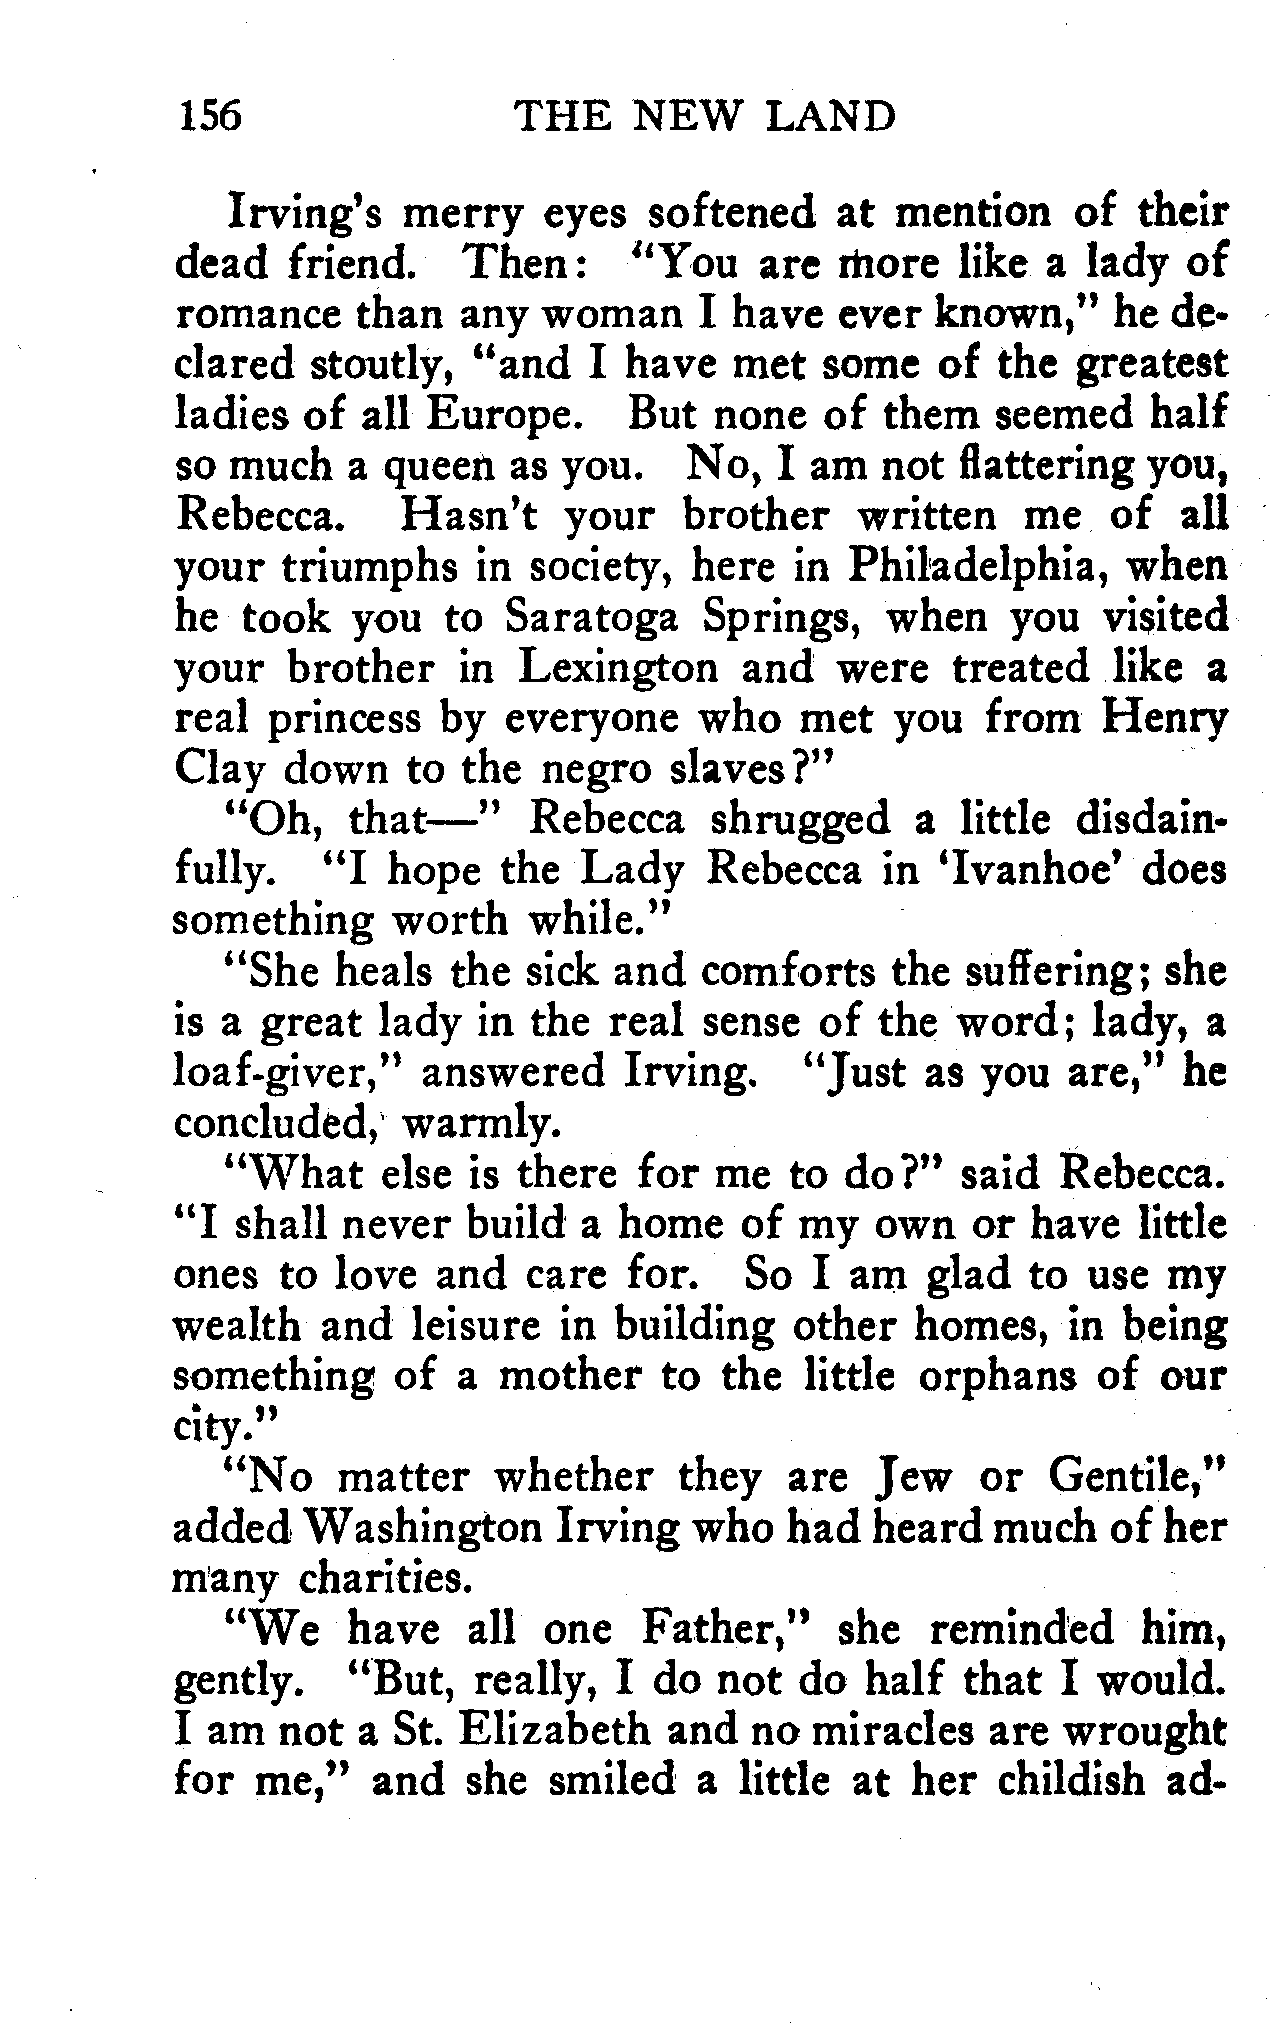 156 THE NEW LAND
Irving's merry eyes softened at mention of their
dead friend. Then: "You are more like a lady of
romance than any woman I have ever known," he de-
clared stoutly, "and I have met some of the greatest
ladies of all Europe. But none of them seemed half
so much a queen as you. No, I am not flattering you,
Rebecca. Hasn't your brother written me of all
your triumphs in society, here in Philadelphia, when
he took you to Saratoga Springs, when you visited
your brother in Lexington and were treated like a
real princess by everyone who met you from Henry
Clay down to the negro slaves?"
"Oh, that—" Rebecca shrugged a little disdain-
fully. "I hope the Lady Rebecca in 'Ivanhoe' does
something worth while."
"She heals the sick and comforts the suffering; she
is a great lady in the real sense of the word; lady, a
loaf-giver," answered Irving. "Just as you are," he
concluded, warmly.
"What else is there for me to do?" said Rebecca.
"I shall never build a home of my own or have little
ones to love and care for. So I am glad to use my
wealth and leisure in building other homes, in being
something of a mother to the little orphans of our
city."
"No matter whether they are Jew or Gentile,"
added Washington Irving who had heard much of her
many charities.
"We have all one Father," she reminded him,
gently. "But, really, I do not do half that I would.
I am not a St. Elizabeth and no miracles are wrought
for me," and she smiled a little at her childish ad-